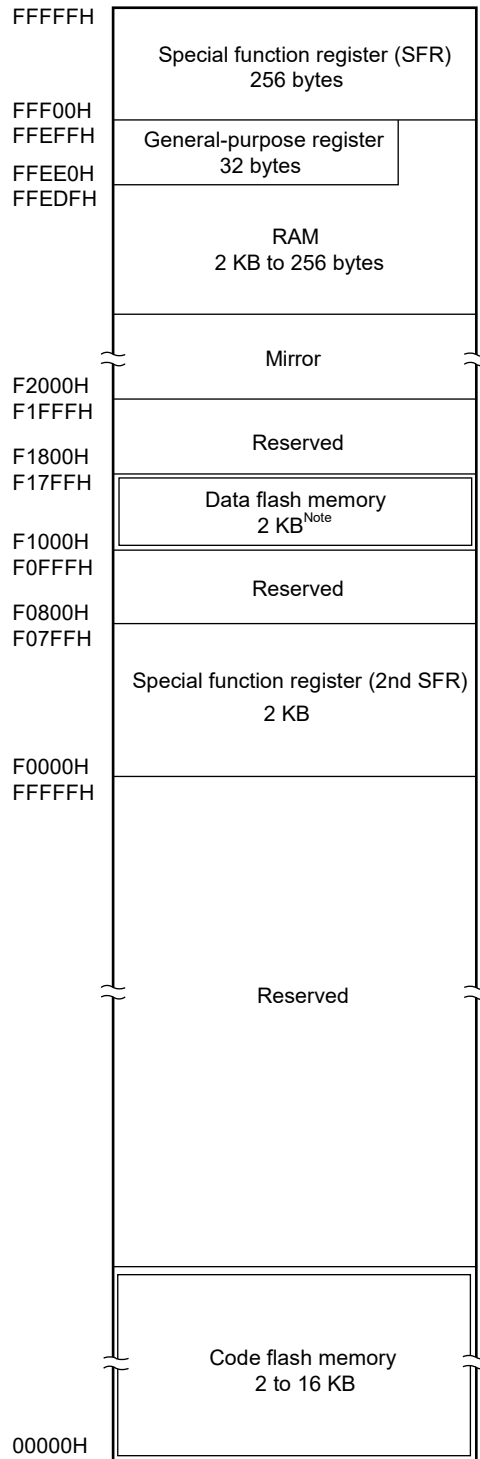 FFFFFH
Special function register (SFR)
256 bytes
FFF00H
FFEFFH
General-purpose register
32 bytes
FFEE0H
FFEDFH
RAM
2 KB to 256 bytes
Mirror
F2000H
F1FFFH
Reserved
F1800H
F17FFH
Data flash memory
2 KBNote
F1000H
F0FFFH
Reserved
F0800H
F07FFH
Special function register (2nd SFR)
2 KB
F0000H
FFFFFH
Reserved
Code flash memory
2 to 16 KB
00000H